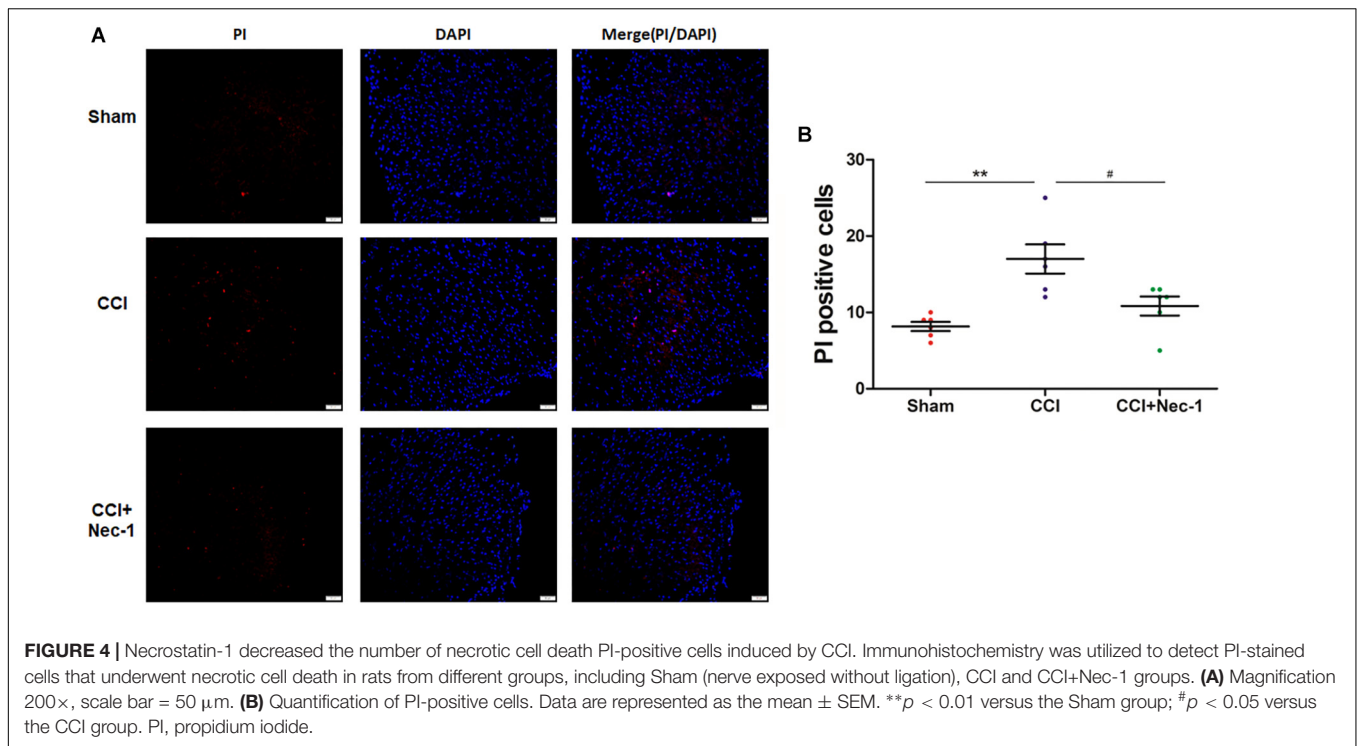 A
PI
DAPI
Merge(PI/DAPI)
Sham
CCI
CCI+
Nec-1
B
PI positive cells
30
20
10
0
**
#
Sham
CCI
CCI+Nec-1
FIGURE 4 | Necrostatin-1 decreased the number of necrotic cell death PI-positive cells induced by CCI. Immunohistochemistry was utilized to detect PI-stained
cells that underwent necrotic cell death in rats from different groups, including Sham (nerve exposed without ligation), CCI and CCI+Nec-1 groups. (A) Magnification
200×, scale bar = 50 μm. (B) Quantification of PI-positive cells. Data are represented as the mean ± SEM. **p < 0.01 versus the Sham group; #p < 0.05 versus
the CCI group. PI, propidium iodide.